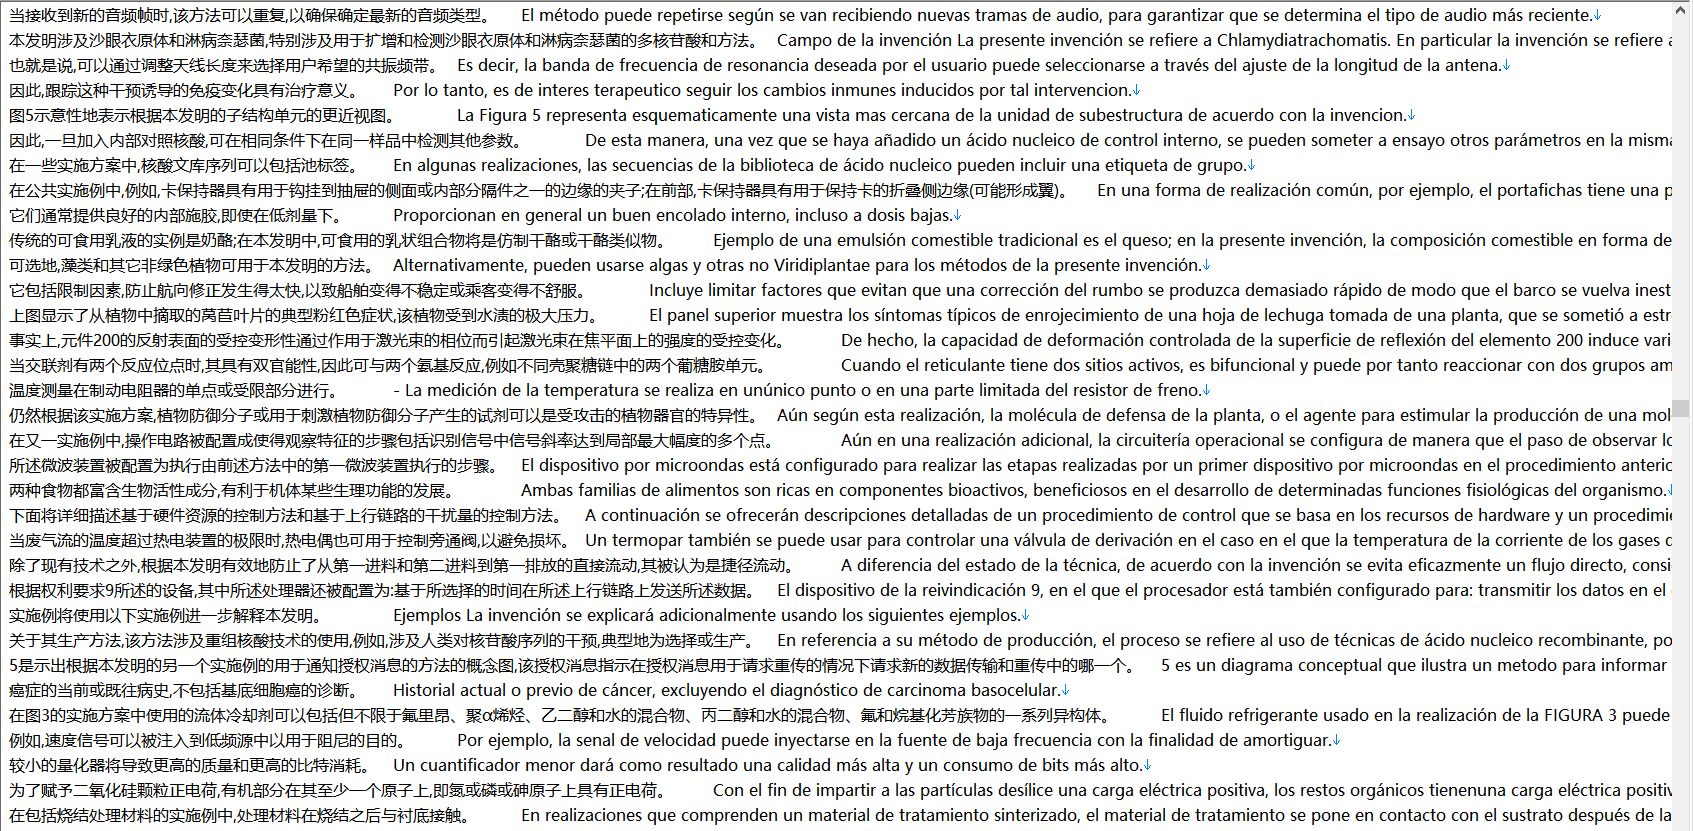 当接收到新的音频帧时,该方法可以重复,以确保确定最新的音频类型。 El método puede repetirse según se van recibiendo nuevas tramas de audio, para garantizar que se determina el tipo de audio más reciente.↓
本发明涉及沙眼衣原体和淋病奈瑟菌,特别涉及用于扩增和检测沙眼衣原体和淋病奈瑟菌的多核苷酸和方法。 Campo de la invención La presente invención se refiere a Chlamydiatrachomatis. En particular la invención se refiere a
也就是说,可以通过调整天线长度来选择用户希望的共振频带。 Es decir, la banda de frecuencia de resonancia deseada por el usuario puede seleccionarse a través del ajuste de la longitud de la antena.↓
因此,跟踪这种干预诱导的免疫变化具有治疗意义。 Por lo tanto, es de interes terapeutico seguir los cambios inmunes inducidos por tal intervencion.↓
图5示意性地表示根据本发明的子结构单元的更近视图。 La Figura 5 representa esquematicamente una vista mas cercana de la unidad de subestructura de acuerdo con la invencion.↓
因此,一旦加入内部对照核酸,可在相同条件下在同一样品中检测其他参数。 De esta manera, una vez que se haya añadido un ácido nucleico de control interno, se pueden someter a ensayo otros parámetros en la misma
在一些实施方案中,核酸文库序列可以包括池标签。 En algunas realizaciones, las secuencias de la biblioteca de ácido nucleico pueden incluir una etiqueta de grupo.↓
在公共实施例中,例如,卡保持器具有用于钩挂到抽屉的侧面或内部分隔件之一的边缘的夹子;在前部,卡保持器具有用于保持卡的折叠侧边缘(可能形成翼)。 En una forma de realización común, por ejemplo, el portafichas tiene una p
它们通常提供良好的内部施胶,即使在低剂量下。 Proporcionan en general un buen encolado interno, incluso a dosis bajas.↓
传统的可食用乳液的实例是奶酪;在本发明中,可食用的乳状组合物将是仿制干酪或干酪类似物。 Ejemplo de una emulsión comestible tradicional es el queso; en la presente invención, la composición comestible en forma de
可选地,藻类和其它非绿色植物可用于本发明的方法。 Alternativamente, pueden usarse algas y otras no Viridiplantae para los métodos de la presente invención.↓
它包括限制因素,防止航向修正发生得太快,以致船舶变得不稳定或乘客变得不舒服。 Incluye limitar factores que evitan que una corrección del rumbo se produzca demasiado rápido de modo que el barco se vuelva inest
上图显示了从植物中摘取的莴苣叶片的典型粉红色症状,该植物受到水渍的极大压力。 El panel superior muestra los síntomas típicos de enrojecimiento de una hoja de lechuga tomada de una planta, que se sometió a estr
事实上,元件200的反射表面的受控变形性通过作用于激光束的相位而引起激光束在焦平面上的强度的受控变化。 De hecho, la capacidad de deformación controlada de la superficie de reflexión del elemento 200 induce vari
当交联剂有两个反应位点时,其具有双官能性,因此可与两个氨基反应,例如不同壳聚糖链中的两个葡糖胺单元。 Cuando el reticulante tiene dos sitios activos, es bifuncional y puede por tanto reaccionar con dos grupos am
温度测量在制动电阻器的单点或受限部分进行。 - La medición de la temperatura se realiza en unúnico punto o en una parte limitada del resistor de freno.↓
仍然根据该实施方案,植物防御分子或用于刺激植物防御分子产生的试剂可以是受攻击的植物器官的特异性。 Aún según esta realización, la molécula de defensa de la planta, o el agente para estimular la producción de una mol
在又一实施例中,操作电路被配置成使得观察特征的步骤包括识别信号中信号斜率达到局部最大幅度的多个点。 Aún en una realización adicional, la circuitería operacional se configura de manera que el paso de observar lo
所述微波装置被配置为执行由前述方法中的第一微波装置执行的步骤。 El dispositivo por microondas está configurado para realizar las etapas realizadas por un primer dispositivo por microondas en el procedimiento anterio
两种食物都富含生物活性成分,有利于机体某些生理功能的发展。 Ambas familias de alimentos son ricas en componentes bioactivos, beneficiosos en el desarrollo de determinadas funciones fisiológicas del organismo.↓
下面将详细描述基于硬件资源的控制方法和基于上行链路的干扰量的控制方法。 A continuación se ofrecerán descripciones detalladas de un procedimiento de control que se basa en los recursos de hardware y un procedimie
当废气流的温度超过热电装置的极限时,热电偶也可用于控制旁通阀,以避免损坏。 Un termopar también se puede usar para controlar una válvula de derivación en el caso en el que la temperatura de la corriente de los gases d
除了现有技术之外,根据本发明有效地防止了从第一进料和第二进料到第一排放的直接流动,其被认为是捷径流动。 A diferencia del estado de la técnica, de acuerdo con la invención se evita eficazmente un flujo directo, consi
根据权利要求9所述的设备,其中所述处理器还被配置为:基于所选择的时间在所述上行链路上发送所述数据。 El dispositivo de la reivindicación 9, en el que el procesador está también configurado para: transmitir los datos en el
实施例将使用以下实施例进一步解释本发明。 Ejemplos La invención se explicará adicionalmente usando los siguientes ejemplos.↓
关于其生产方法,该方法涉及重组核酸技术的使用,例如,涉及人类对核苷酸序列的干预,典型地为选择或生产。 En referencia a su método de producción, el proceso se refiere al uso de técnicas de ácido nucleico recombinante, po
5是示出根据本发明的另一个实施例的用于通知授权消息的方法的概念图,该授权消息指示在授权消息用于请求重传的情况下请求新的数据传输和重传中的哪一个。 5 es un diagrama conceptual que ilustra un metodo para informar
癌症的当前或既往病史,不包括基底细胞癌的诊断。 Historial actual o previo de cáncer, excluyendo el diagnóstico de carcinoma basocelular.↓
在图3的实施方案中使用的流体冷却剂可以包括但不限于氟里昂、聚α烯烃、乙二醇和水的混合物、丙二醇和水的混合物、氟和烷基化芳族物的一系列异构体。 El fluido refrigerante usado en la realización de la FIGURA 3 puede
例如,速度信号可以被注入到低频源中以用于阻尼的目的。 Por ejemplo, la senal de velocidad puede inyectarse en la fuente de baja frecuencia con la finalidad de amortiguar.↓
较小的量化器将导致更高的质量和更高的比特消耗。 Un cuantificador menor dará como resultado una calidad más alta y un consumo de bits más alto.↓
为了赋予二氧化硅颗粒正电荷,有机部分在其至少一个原子上,即氮或磷或砷原子上具有正电荷。 Con el fin de impartir a las partículas desílice una carga eléctrica positiva, los restos orgánicos tienenuna carga eléctrica positiv
在包括烧结处理材料的实施例中,处理材料在烧结之后与衬底接触。 En realizaciones que comprenden un material de tratamiento sinterizado, el material de tratamiento se pone en contacto con el sustrato después de la